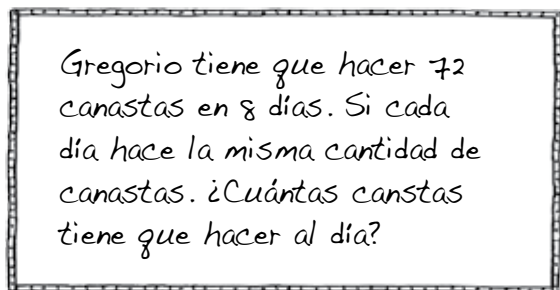 Gregorio tiene que hacer 72
canastas en 8 días. Si cada
día hace la misma cantidad de
canastas. ¿Cuántas canstas
tiene que hacer al día?